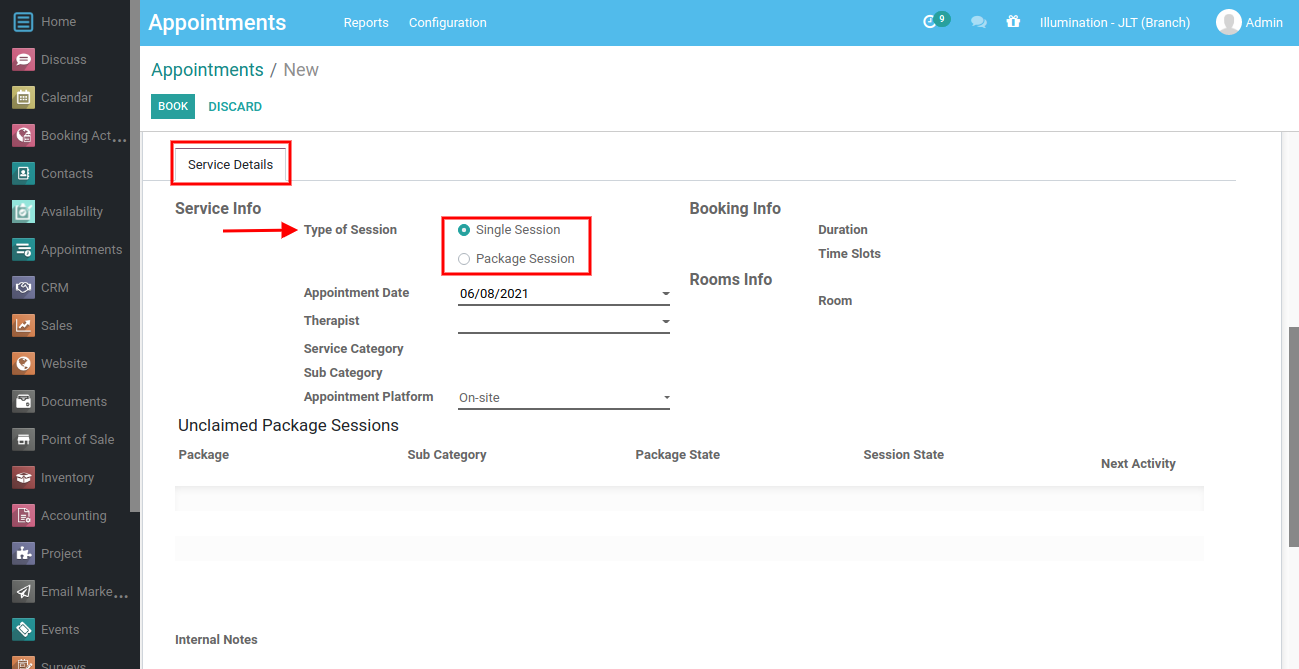 Home
Discuss
Calendar
Booking Act...
Contacts
Availability
Appointments
CRM
Sales
Website
Documents
Point of Sale
Inventory
Accounting
Project
Email Marke...
Events
Surveys
Appointments Reports Configuration 9 Illumination - JLT (Branch) Admin
Appointments / New
BOOK DISCARD
Service Details
Service Info
Type of Session
Single Session
Package Session
Appointment Date 06/08/2021
Therapist
Service Category
Sub Category
Appointment Platform On-site
Booking Info
Duration
Time Slots
Rooms Info
Room
Unclaimed Package Sessions
Package Sub Category Package State Session State Next Activity
Internal Notes